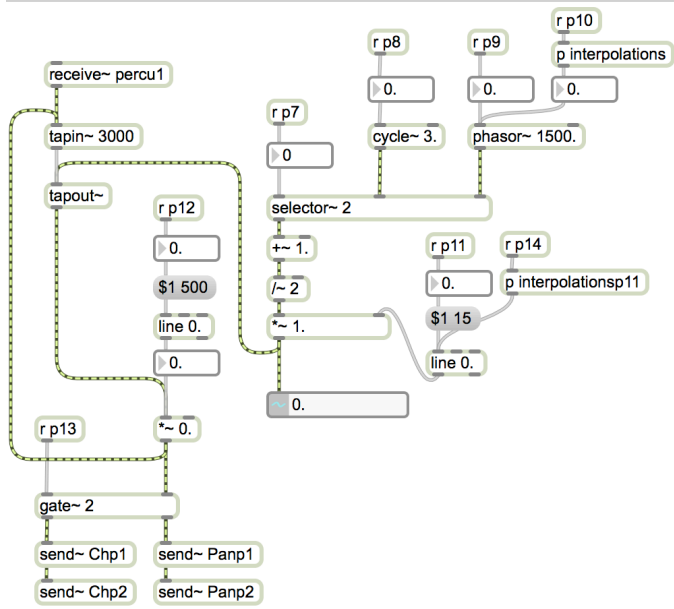 r p10
r p8
r p9
p interpolations
receive~ percu1
0.
0.
0.
r p7
tapin~ 3000
cycle~ 3.
phasor~ 1500.
0
tapout~
r p12
selector~ 2
0.
+~ 1.
r p11
r p14
$1 500
/~ 2
0.
p interpolationsp11
line 0.
*~ 1.
$1 15
0.
line 0.
~ 0.
r p13
*~ 0.
gate~ 2
send~ Chp1
send~ Panp1
send~ Chp2
send~ Panp2